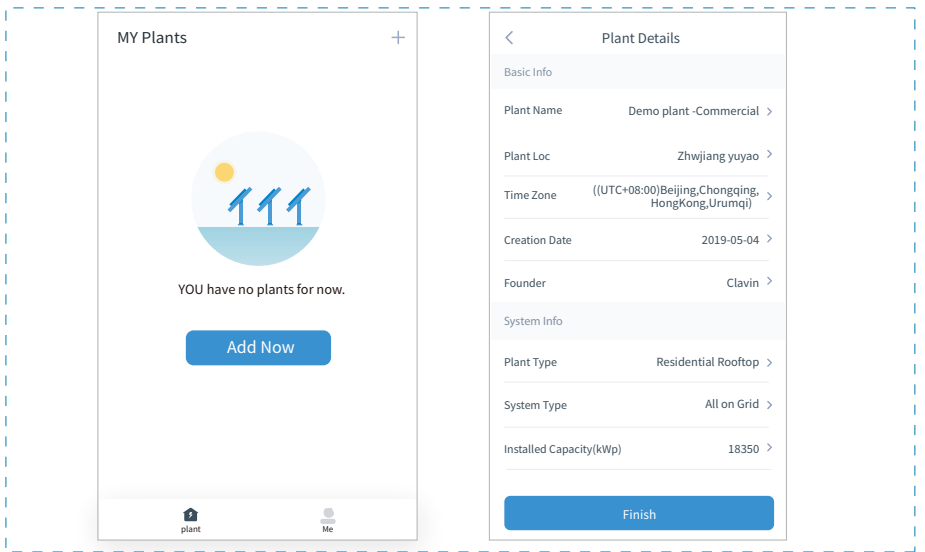 MY Plants
YOU have no plants for now.
Add Now
plant
Me
Plant Details
Basic Info
Plant Name
Demo plant -Commercial
Plant Loc
Zhwjiang yuyao
Time Zone
((UTC+08:00)Beijing,Chongqing,
HongKong,Urumqi)
Creation Date
2019-05-04
Founder
Clavin
System Info
Plant Type
Residential Rooftop
System Type
All on Grid
Installed Capacity(kWp)
18350
Finish